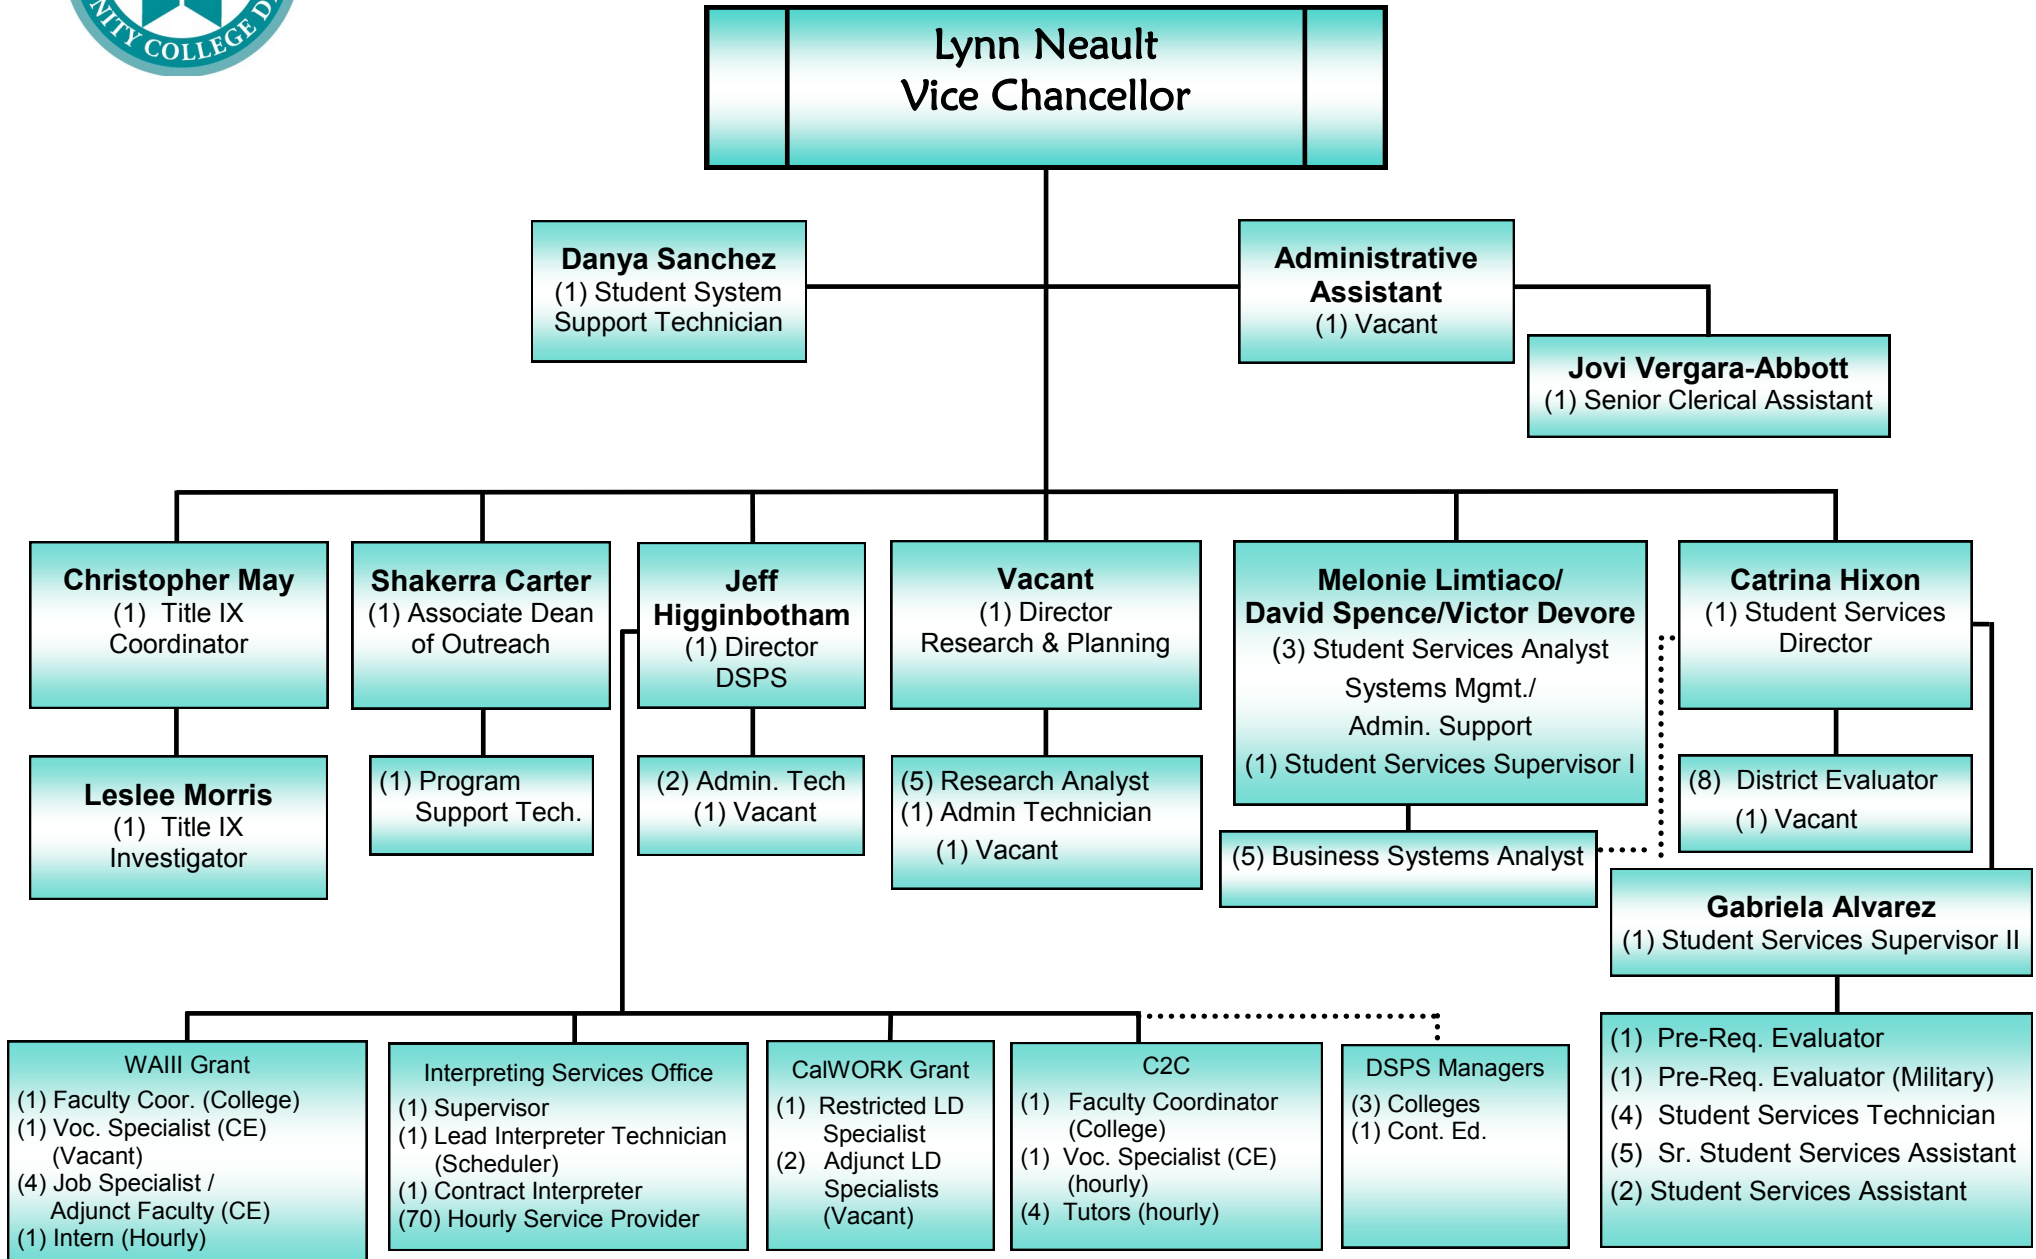 COLLEGE
Lynn Neault
Vice Chancellor
Danya Sanchez
(1) Student System
Support Technician
Administrative
Assistant
(1) Vacant
Jovi Vergara-Abbott
(1) Senior Clerical Assistant
Christopher May
(1) Title IX
Coordinator
Shakerra Carter
(1) Associate Dean
of Outreach
Jeff
Higginbotham
(1) Director
DSPS
Vacant
(1) Director
Research & Planning
Melonie Limtiaco/
David Spence/Victor Devore
(3) Student Services Analyst
Systems Mgmt./
Admin. Support
(1) Student Services Supervisor I
Catrina Hixon
(1) Student Services
Director
Leslee Morris
(1) Title IX
Investigator
(1) Program
Support Tech.
(2) Admin. Tech
(1) Vacant
(5) Research Analyst
(1) Admin Technician
(1) Vacant
(5) Business Systems Analyst
(8) District Evaluator
(1) Vacant
Gabriela Alvarez
(1) Student Services Supervisor II
WAIII Grant
(1) Faculty Coor. (College)
(1) Voc. Specialist (CE)
(Vacant)
(4) Job Specialist /
Adjunct Faculty (CE)
(1) Intern (Hourly)
Interpreting Services Office
(1) Supervisor
(1) Lead Interpreter Technician
(Scheduler)
(1) Contract Interpreter
(70) Hourly Service Provider
CalWORK Grant
(1) Restricted LD
Specialist
(2) Adjunct LD
Specialists
(Vacant)
C2C
(1) Faculty Coordinator
(College)
(1) Voc. Specialist (CE)
(hourly)
(4) Tutors (hourly)
DSPS Managers
(3) Colleges
(1) Cont. Ed.
(1) Pre-Req. Evaluator
(1) Pre-Req. Evaluator (Military)
(4) Student Services Technician
(5) Sr. Student Services Assistant
(2) Student Services Assistant